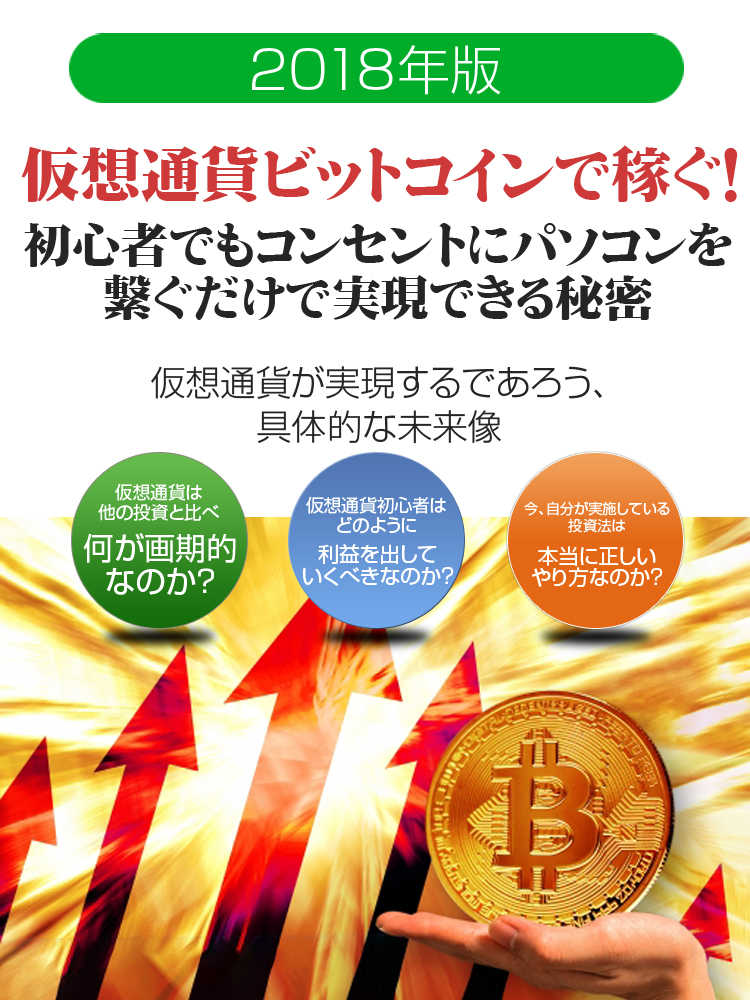 2018年版
仮想通貨ビットコインで稼ぐ!
初心者でもコンセントにパソコンを
繋ぐだけで実現できる秘密
仮想通貨が実現するであろう、
具体的な未来像
仮想通貨は
他の投資と比べ
何が画期的
なのか?
仮想通貨初心者は
どのように
利益を出して
いくべきなのか?
今、自分が実施している
投資法は
本当に正しい
やり方なのか?